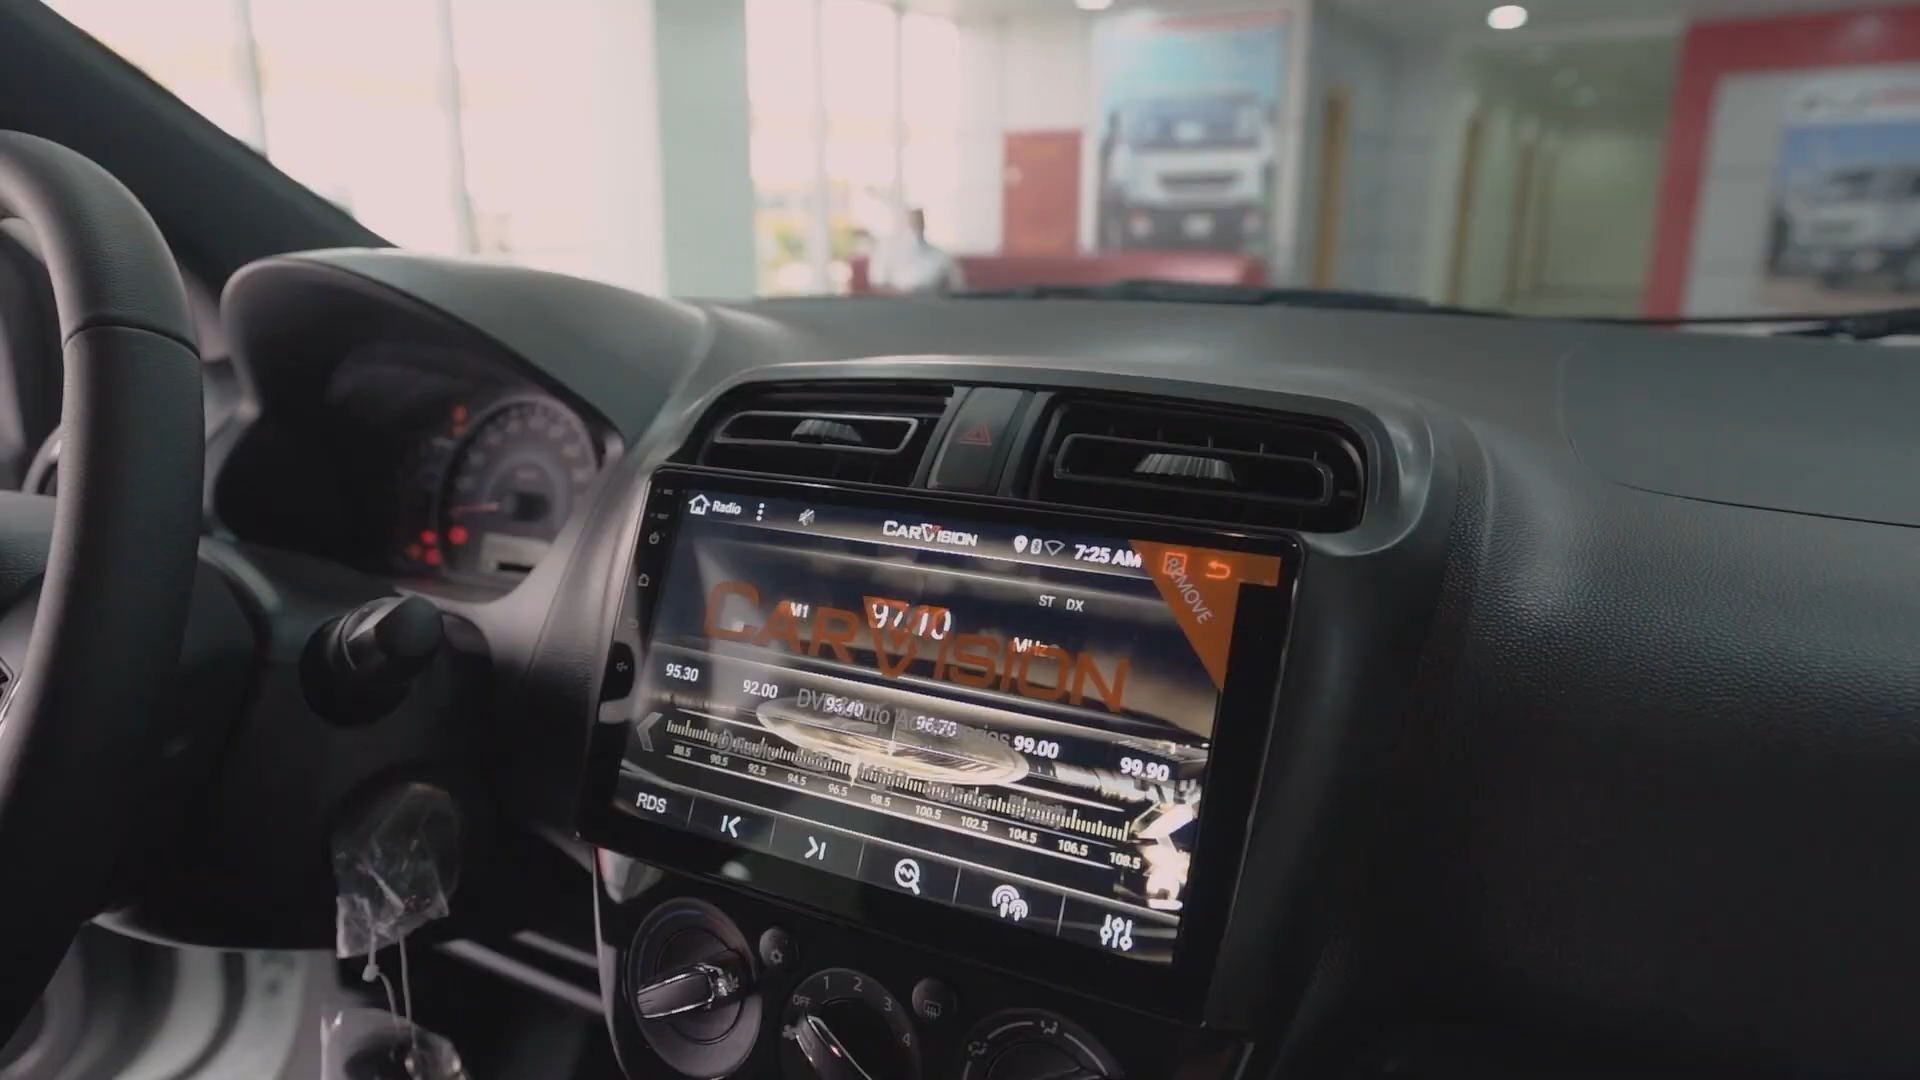 Radio
CARVISION
7:25 AM
REMOVE
ST DX
M1
97.10
MHz
CARVISION
95.30
92.00
93.40
96.70
99.00
99.90
88.5 90.5 92.5 94.5 96.5 98.5 100.5 102.5 104.5 106.5 108.5
RDS
OFF 1 2 3 4